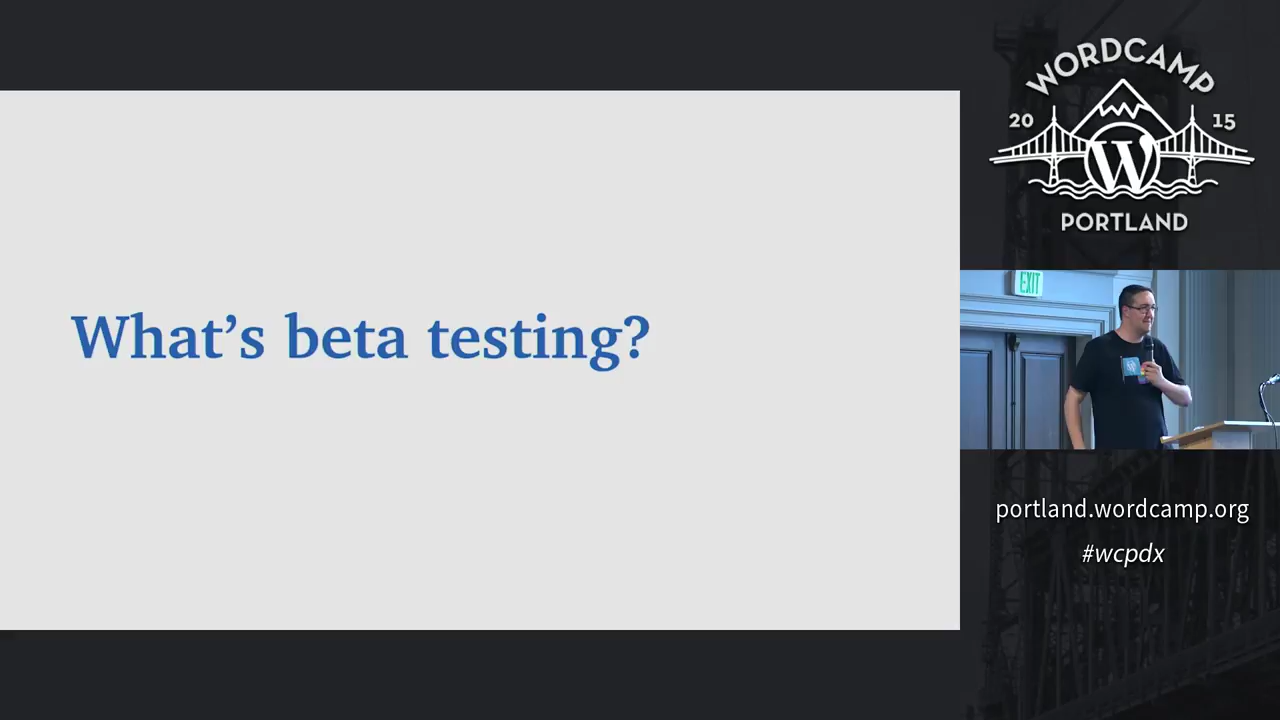 What's beta testing?
WORDCAMP
20 15
W
PORTLAND
EXIT
portland.wordcamp.org
#wcpdx